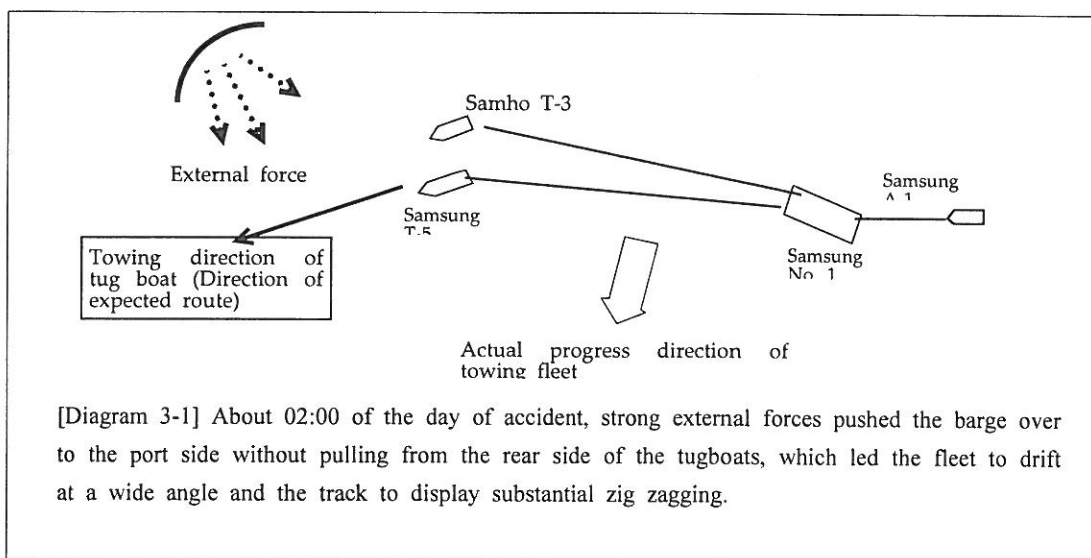 Samho T-3
External force
Samsung
Samsung
T-5
Towing direction of
tug boat (Direction of
expected route)
Samsung
No 1
Actual progress direction of
towing fleet
[Diagram 3-1] About 02:00 of the day of accident, strong external forces pushed the barge over
to the port side without pulling from the rear side of the tugboats, which led the fleet to drift
at a wide angle and the track to display substantial zig zagging.